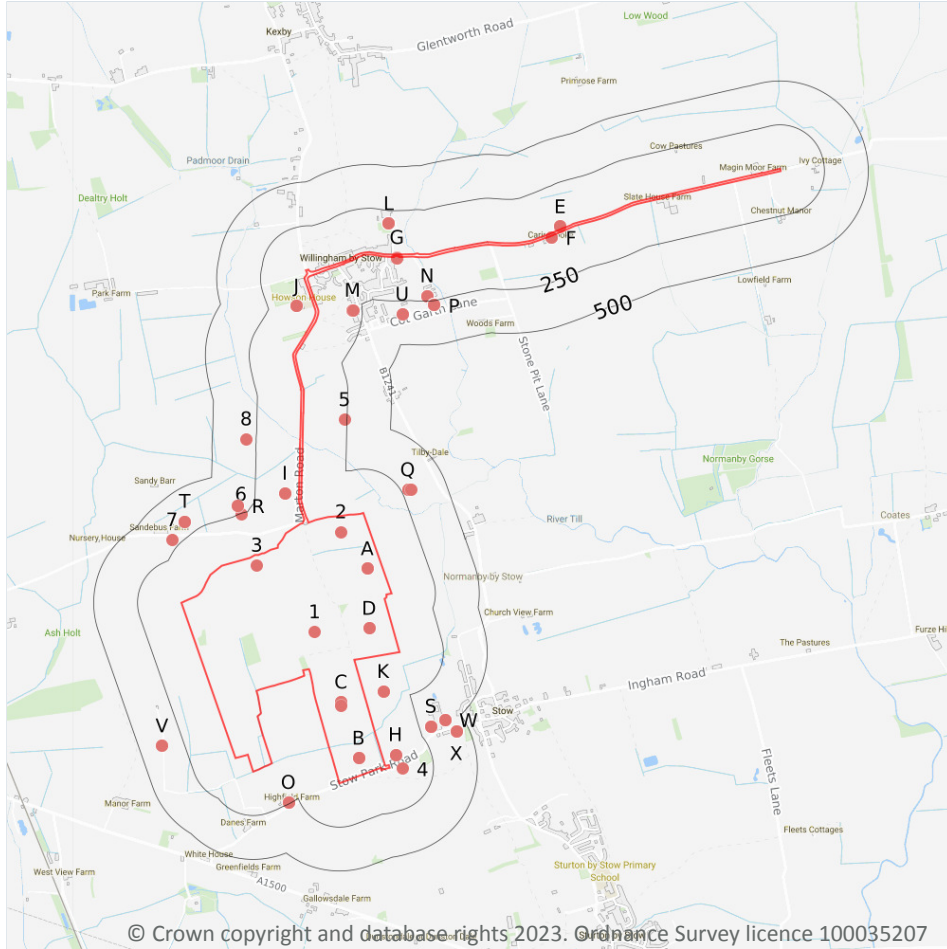 Low Wood
Kexby
Glentworth Road
Primrose Farm
Cow Pastures
Padmoor Drain
Magin Moor Farm
Ivy Cottage
Dealtry Holt
Slate House Farm
L
E
Chestnut Manor
G
F
Willingham by Stow
250
Lowfield Farm
Park Farm
J
M
U
N
P
500
Cot Garth Lane
Woods Farm
Stone Pit Lane
B1241
5
8
Tilby Dale
Normanby Gorse
Sandy Barr
Q
I
6
R
T
7
Marton Road
2
River Till
Coates
Nursery House
3
A
Normanby by Stow
1
D
Church View Farm
Ash Holt
Furze Hi
The Pastures
K
Ingham Road
C
S
W
Stow
X
V
B
H
4
Stow Park Road
O
Highfield Farm
Fleets Lane
Manor Farm
Danes Farm
Fleets Cottages
White House
Greenfields Farm
West View Farm
A1500
Sturton by Stow Primary
School
Gallowsdale Farm
© Crown copyright and database rights 2023. Ordnance Survey licence 100035207